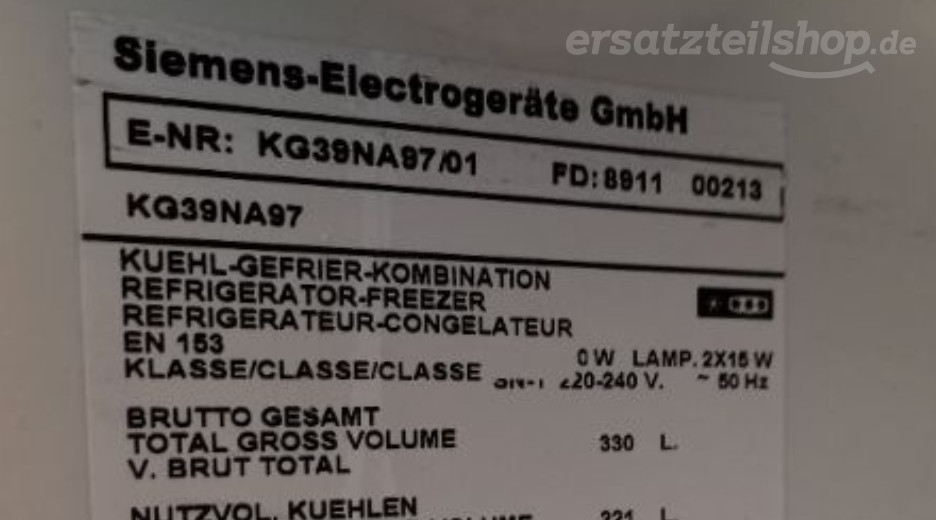 ersatzteilshop.de
Siemens-Electrogeräte GmbH
E-NR: KG39NA97/01 FD: 8911 00213
KG39NA97
KUEHL-GEFRIER-KOMBINATION
REFRIGERATOR-FREEZER
REFRIGERATEUR-CONGELATEUR
EN 153
0 W LAMP. 2X15 W
KLASSE/CLASSE/CLASSE 220-240 V. ~ 50 Hz
BRUTTO GESAMT
TOTAL GROSS VOLUME 330 L.
V. BRUT TOTAL
NUTZVOL. KUEHLEN